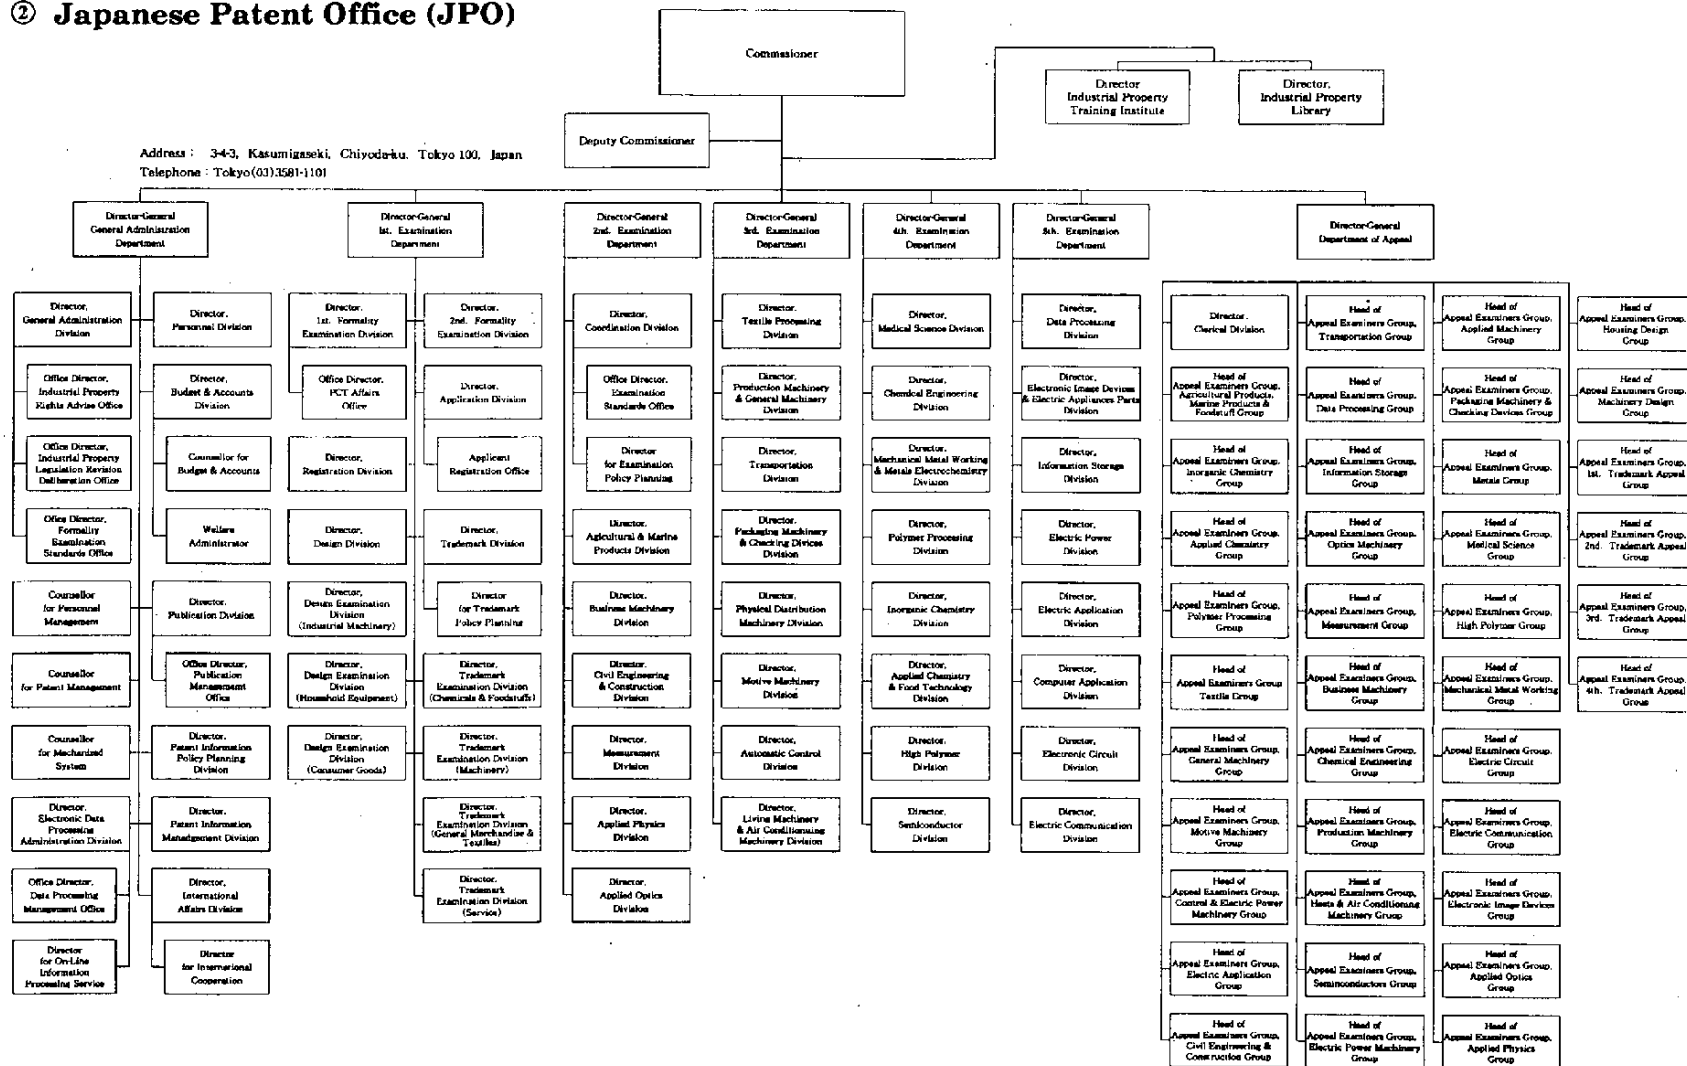 ② Japanese Patent Office (JPO)
Commssioner
Director
Industrial Property
Training Institute
Director,
Industrial Property
Library
Deputy Commissioner
Address : 3-4-3, Kasumigaseki, Chiyoda-ku, Tokyo 100, Japan
Telephone : Tokyo(03)3581-1101
Director-General
General Administration
Department
Director-General
1st. Examination
Department
Director-General
2nd. Examination
Department
Director-General
3rd. Examination
Department
Director-General
4th. Examination
Department
Director-General
5th. Examination
Department
Director-General
Department of Appeal
Director,
General Administration
Division
Office Director,
Industrial Property
Rights Advise Office
Office Director,
Industrial Property
Legislation Revision
Deliberation Office
Office Director,
Formality
Examination
Standards Office
Counsellor
for Personnel
Management
Counsellor
for Patent Management
Counsellor
for Mechanized
System
Director,
Electronic Data
Processing
Administration Division
Office Director,
Data Processing
Management Office
Director
for On-Line
Information
Processing Service
Director,
Personnel Division
Director,
Budget & Accounts
Division
Counsellor for
Budget & Accounts
Welfare
Administrator
Director,
Publication Division
Office Director,
Publication
Management
Office
Director,
Patent Information
Policy Planning
Division
Director,
Patent Information
Manadgement Division
Director,
International
Affairs Division
Director
for International
Cooperation
Director,
1st. Formality
Examination Division
Office Director,
PCT Affairs
Office
Director,
Registration Division
Director,
Design Division
Director,
Design Examination
Division
(Industrial Machinery)
Director,
Design Examination
Division
(Household Equipment)
Director,
Design Examination
Division
(Consumer Goods)
Director,
2nd. Formality
Examination Division
Director,
Application Division
Applicant
Registration Office
Director,
Trademark Division
Director
for Trademark
Policy Planning
Director,
Trademark
Examination Division
(Chemicals & Foodstuffs)
Director,
Trademark
Examination Division
(Machinery)
Director,
Trademark
Examination Division
(General Merchandise &
Textiles)
Director,
Trademark
Examination Division
(Service)
Director,
Coordination Division
Office Director,
Examination
Standards Office
Director
for Examination
Policy Planning
Director,
Agicultural & Marine
Products Division
Director,
Business Machinery
Division
Director,
Civil Engineering
& Construction
Division
Director,
Measurement
Division
Director,
Applied Physics
Division
Director,
Applied Optics
Division
Director,
Textile Processing
Division
Director,
Production Machinery
& General Machinery
Division
Director,
Transportation
Division
Director,
Packaging Machinery
& Checking Divices
Division
Director,
Physical Distribution
Machinery Division
Director,
Motive Machinery
Division
Director,
Automatic Control
Division
Director,
Living Machinery
& Air Conditionaing
Machinery Division
Director,
Medical Science Division
Director,
Chemical Engineering
Division
Director,
Mechanical Metal Working
& Metals Electrochemistry
Division
Director,
Polymer Processing
Division
Director,
Inorganic Chemistry
Division
Director,
Applied Chemistry
& Food Technology
Division
Director,
High Polymer
Division
Director,
Semiconductor
Division
Director,
Data Processing
Division
Director,
Electronic Image Devices
& Electric Appliances Parts
Division
Director,
Information Storage
Division
Director,
Electric Power
Division
Director,
Electric Application
Division
Director,
Computer Application
Division
Director,
Electronic Circuit
Division
Director,
Electric Communication
Division
Director,
Clerical Division
Head of
Appeal Examiners Group,
Agricultural Products,
Marine Products &
Foodstuff Group
Head of
Appeal Examiners Group,
Inorganic Chemistry
Group
Head of
Appeal Examiners Group,
Applied Chemistry
Group
Head of
Appeal Examiners Group,
Polymer Processing
Group
Head of
Appeal Examiners Group
Textile Group
Head of
Appeal Examiners Group,
General Machinery
Group
Head of
Appeal Examiners Group,
Motive Machinery
Group
Head of
Appeal Examiners Group,
Control & Electric Power
Machinery Group
Head of
Appeal Examiners Group,
Electric Application
Group
Head of
Appeal Examiners Group,
Civil Engineering &
Construction Group
Head of
Appeal Examiners Group,
Transportation Group
Head of
Appeal Examiners Group,
Data Processing Group
Head of
Appeal Examiners Group,
Information Storage
Group
Head of
Appeal Examiners Group,
Optics Machinery
Group
Head of
Appeal Examiners Group,
Measurement Group
Head of
Appeal Examiners Group,
Business Machinery
Group
Head of
Appeal Examiners Group,
Chemical Engineering
Group
Head of
Appeal Examiners Group,
Production Machinery
Group
Head of
Appeal Examiners Group,
Heats & Air Conditioning
Machinery Group
Head of
Appeal Examiners Group,
Seminconductors Group
Head of
Appeal Examiners Group,
Electric Power Machinery
Group
Head of
Appeal Examiners Group,
Applied Machinery
Group
Head of
Appeal Examiners Group,
Packaging Machinery &
Checking Devices Group
Head of
Appeal Examiners Group,
Metals Group
Head of
Appeal Examiners Group,
Medical Science
Group
Head of
Appeal Examiners Group,
High Polymer Group
Head of
Appeal Examiners Group,
Mechanical Metal Working
Group
Head of
Appeal Examiners Group,
Electric Circuit
Group
Head of
Appeal Examiners Group,
Electric Communication
Group
Head of
Appeal Examiners Group,
Electronic Image Devices
Group
Head of
Appeal Examiners Group,
Applied Optics
Group
Head of
Appeal Examiners Group,
Applied Physics
Group
Head of
Appeal Examiners Group,
Housing Design
Group
Head of
Appeal Examiners Group,
Machinery Design
Group
Head of
Appeal Examiners Group,
1st. Trademark Appeal
Group
Head of
Appeal Examiners Group,
2nd. Trademark Appeal
Group
Head of
Appeal Examiners Group,
3rd. Trademark Appeal
Group
Head of
Appeal Examiners Group,
4th. Trademark Appeal
Group